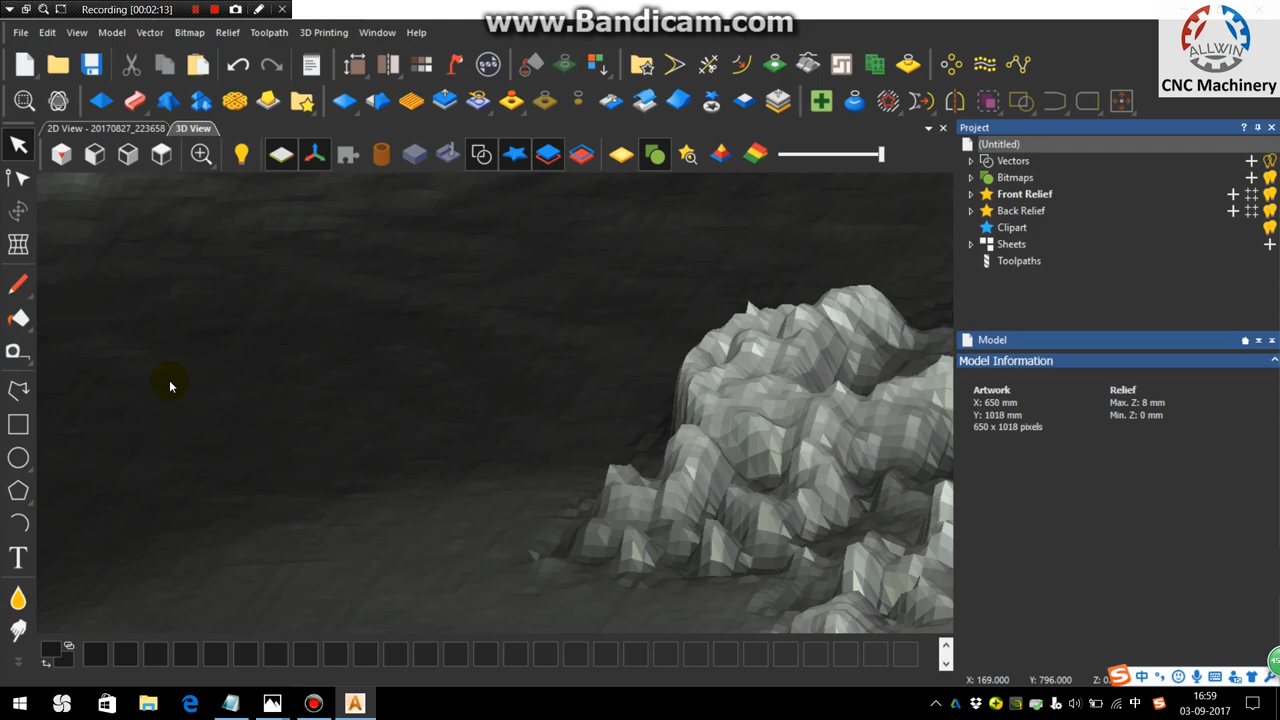 Recording [00:02:13]
www.Bandicam.com
ALLWIN
CNC Machinery
File Edit View Model Vector Bitmap Relief Toolpath 3D Printing Window Help
2D View - 20170827_223658 3D View
Project
(Untitled)
Vectors
Bitmaps
Front Relief
Back Relief
Clipart
Sheets
Toolpaths
Model
Model Information
Artwork Relief
X: 650 mm Max. Z: 8 mm
Y: 1018 mm Min. Z: 0 mm
650 x 1018 pixels
X: 169.000 Y: 796.000
中
16:59
中
03-09-2017